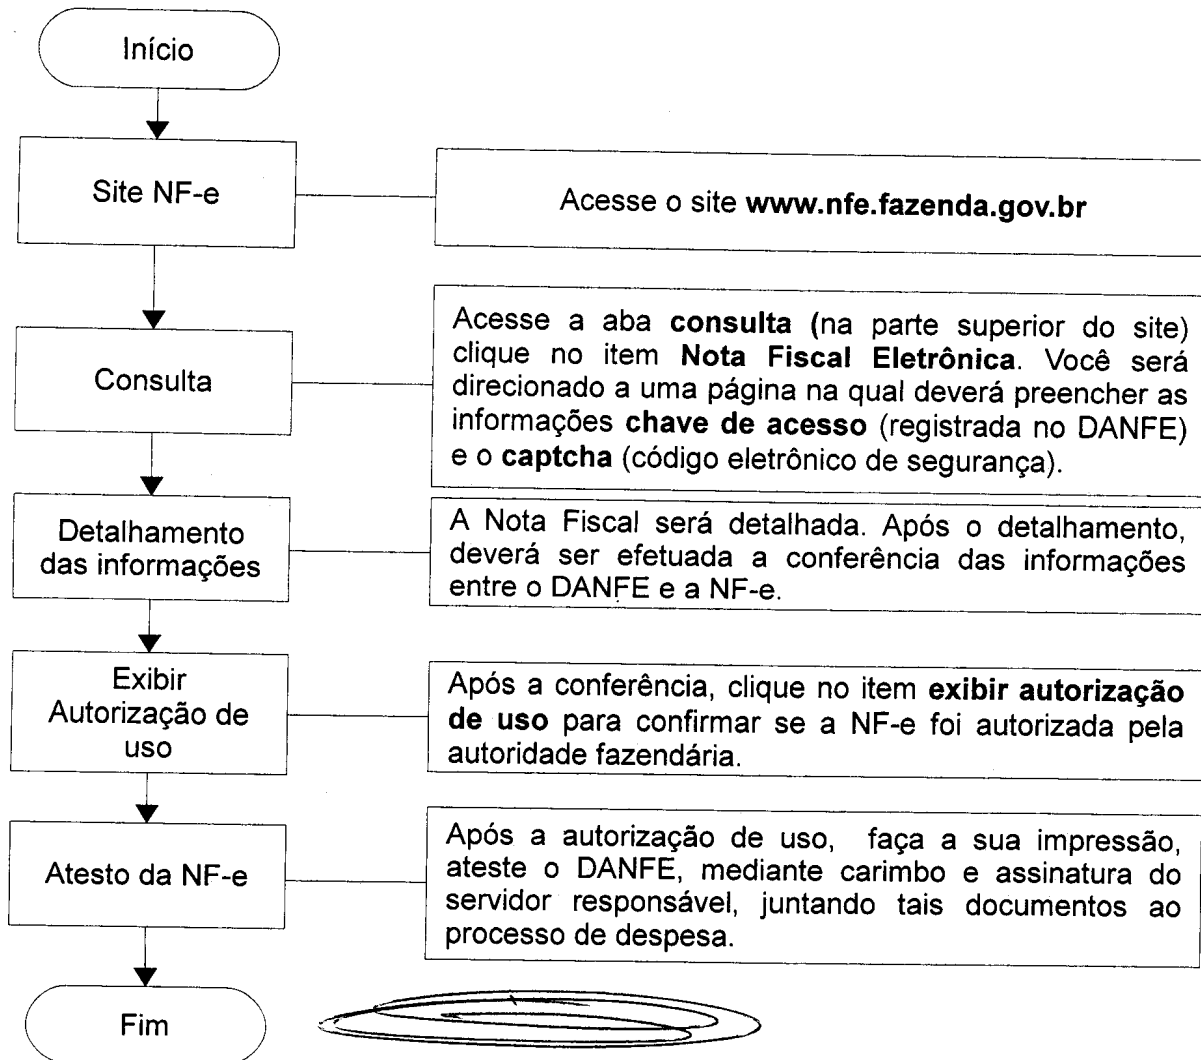 Início
Site NF-e
Acesse o site www.nfe.fazenda.gov.br
Consulta
Acesse a aba consulta (na parte superior do site)
clique no item Nota Fiscal Eletrônica. Você será
direcionado a uma página na qual deverá preencher as
informações chave de acesso (registrada no DANFE)
e o captcha (código eletrônico de segurança).
Detalhamento
das informações
A Nota Fiscal será detalhada. Após o detalhamento,
deverá ser efetuada a conferência das informações
entre o DANFE e a NF-e.
Exibir
Autorização de
uso
Após a conferência, clique no item exibir autorização
de uso para confirmar se a NF-e foi autorizada pela
autoridade fazendária.
Atesto da NF-e
Após a autorização de uso, faça a sua impressão,
ateste o DANFE, mediante carimbo e assinatura do
servidor responsável, juntando tais documentos ao
processo de despesa.
Fim